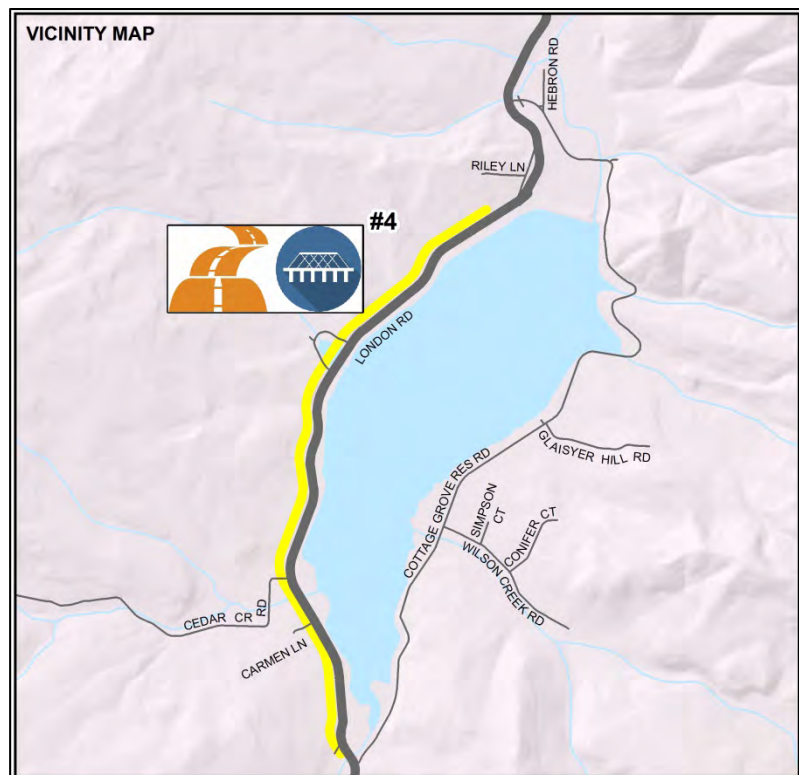 VICINITY MAP
HEBRON RD
RILEY LN
#4
LONDON RD
GLAISYER HILL RD
COTTAGE GROVE RES RD
SIMPSON
CT
CONIFER CT
WILSON CREEK RD
CEDAR CR
RD
CARMEN LN